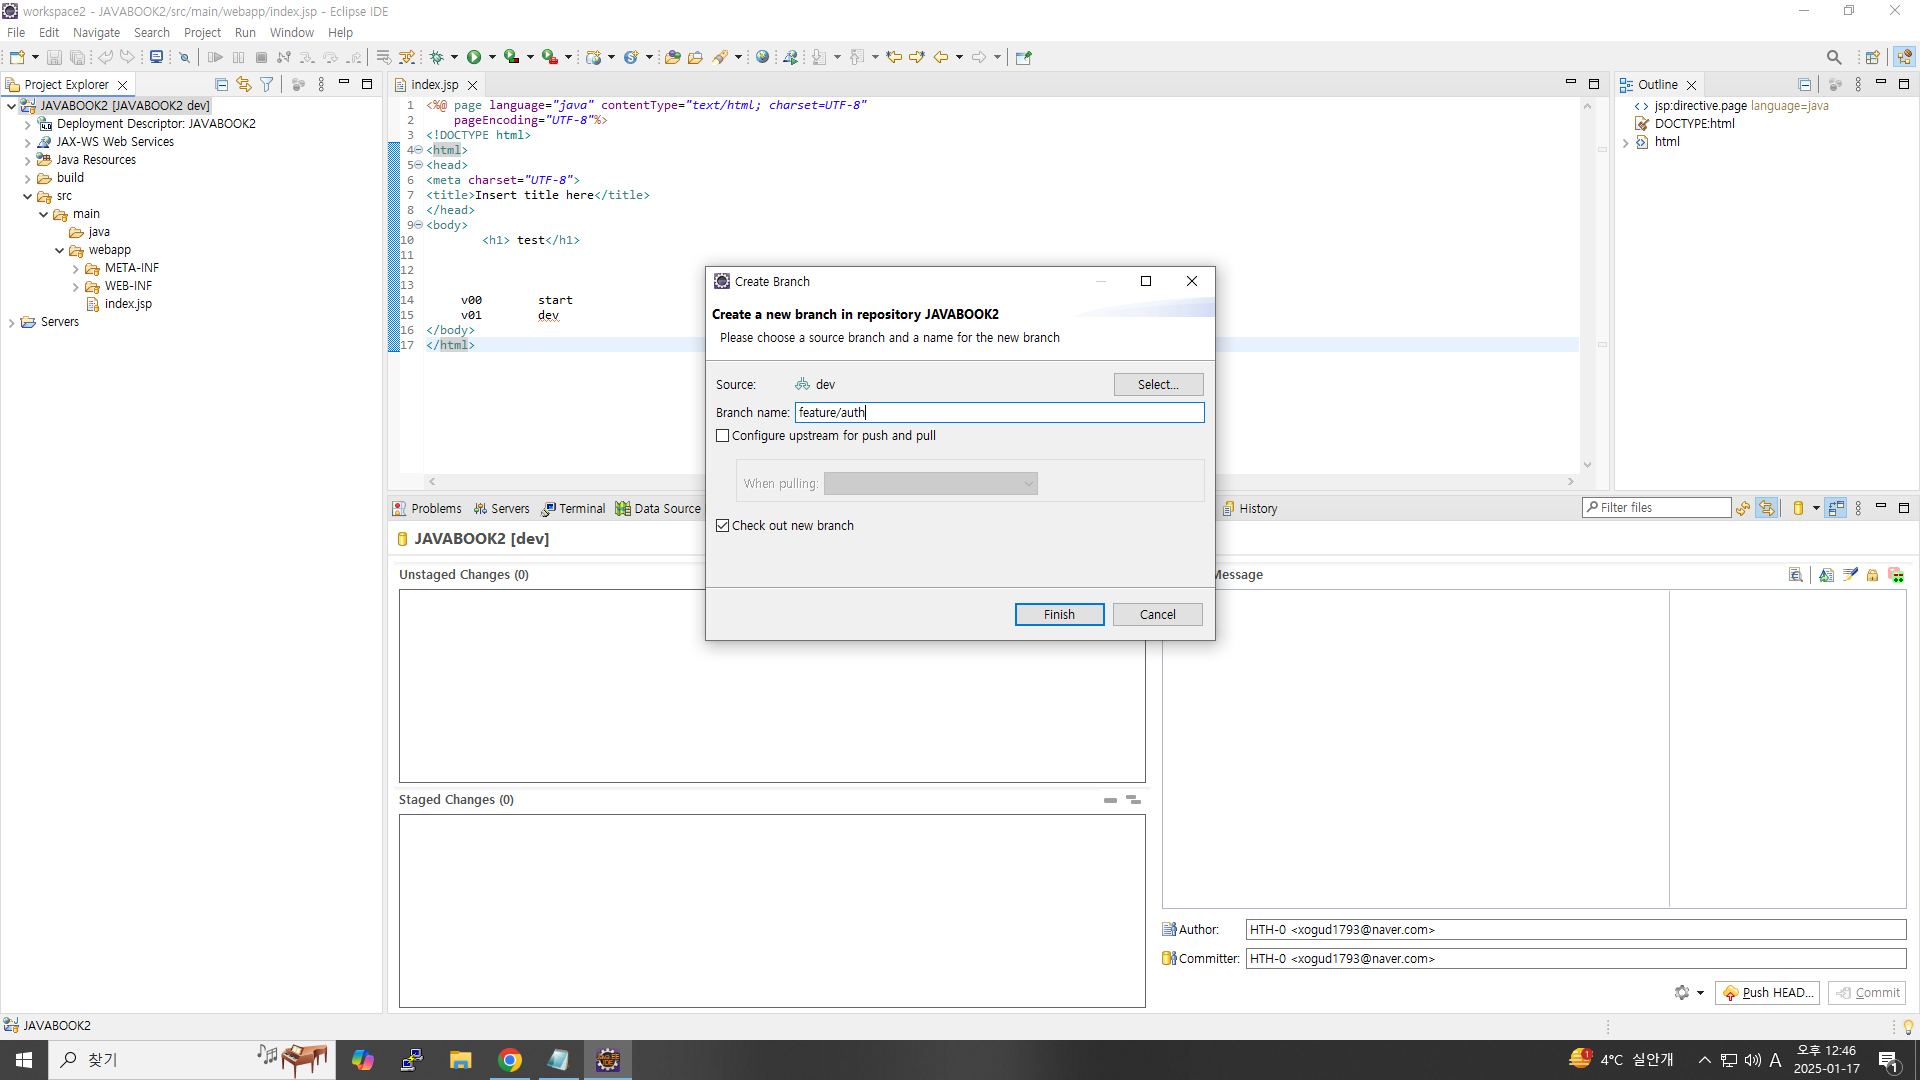 workspace2 - JAVABOOK2/src/main/webapp/index.jsp - Eclipse IDE
File Edit Navigate Search Project Run Window Help
Project Explorer
JAVABOOK2 [JAVABOOK2 dev]
Deployment Descriptor: JAVABOOK2
JAX-WS Web Services
Java Resources
build
src
main
java
webapp
META-INF
WEB-INF
index.jsp
Servers
index.jsp
1 <%@ page language="java" contentType="text/html; charset=UTF-8"
2 pageEncoding="UTF-8"%>
3 <!DOCTYPE html>
4 <html>
5 <head>
6 <meta charset="UTF-8">
7 <title>Insert title here</title>
8 </head>
9 <body>
10 <h1> test</h1>
11
12
13
14 v00 start
15 v01 dev
16 </body>
17 </html>
Outline
jsp:directive.page language=java
DOCTYPE:html
html
Create Branch
Create a new branch in repository JAVABOOK2
Please choose a source branch and a name for the new branch
Source: dev Select...
Branch name: feature/auth
Configure upstream for push and pull
When pulling:
Check out new branch
Finish Cancel
Problems Servers Terminal Data Source History Filter files
JAVABOOK2 [dev]
Unstaged Changes (0)
Message
Staged Changes (0)
Author: HTH-0 <xogud1793@naver.com>
Committer: HTH-0 <xogud1793@naver.com>
Push HEAD... Commit
JAVABOOK2
찾기
4°C 실안개
A
오후 12:46
2025-01-17